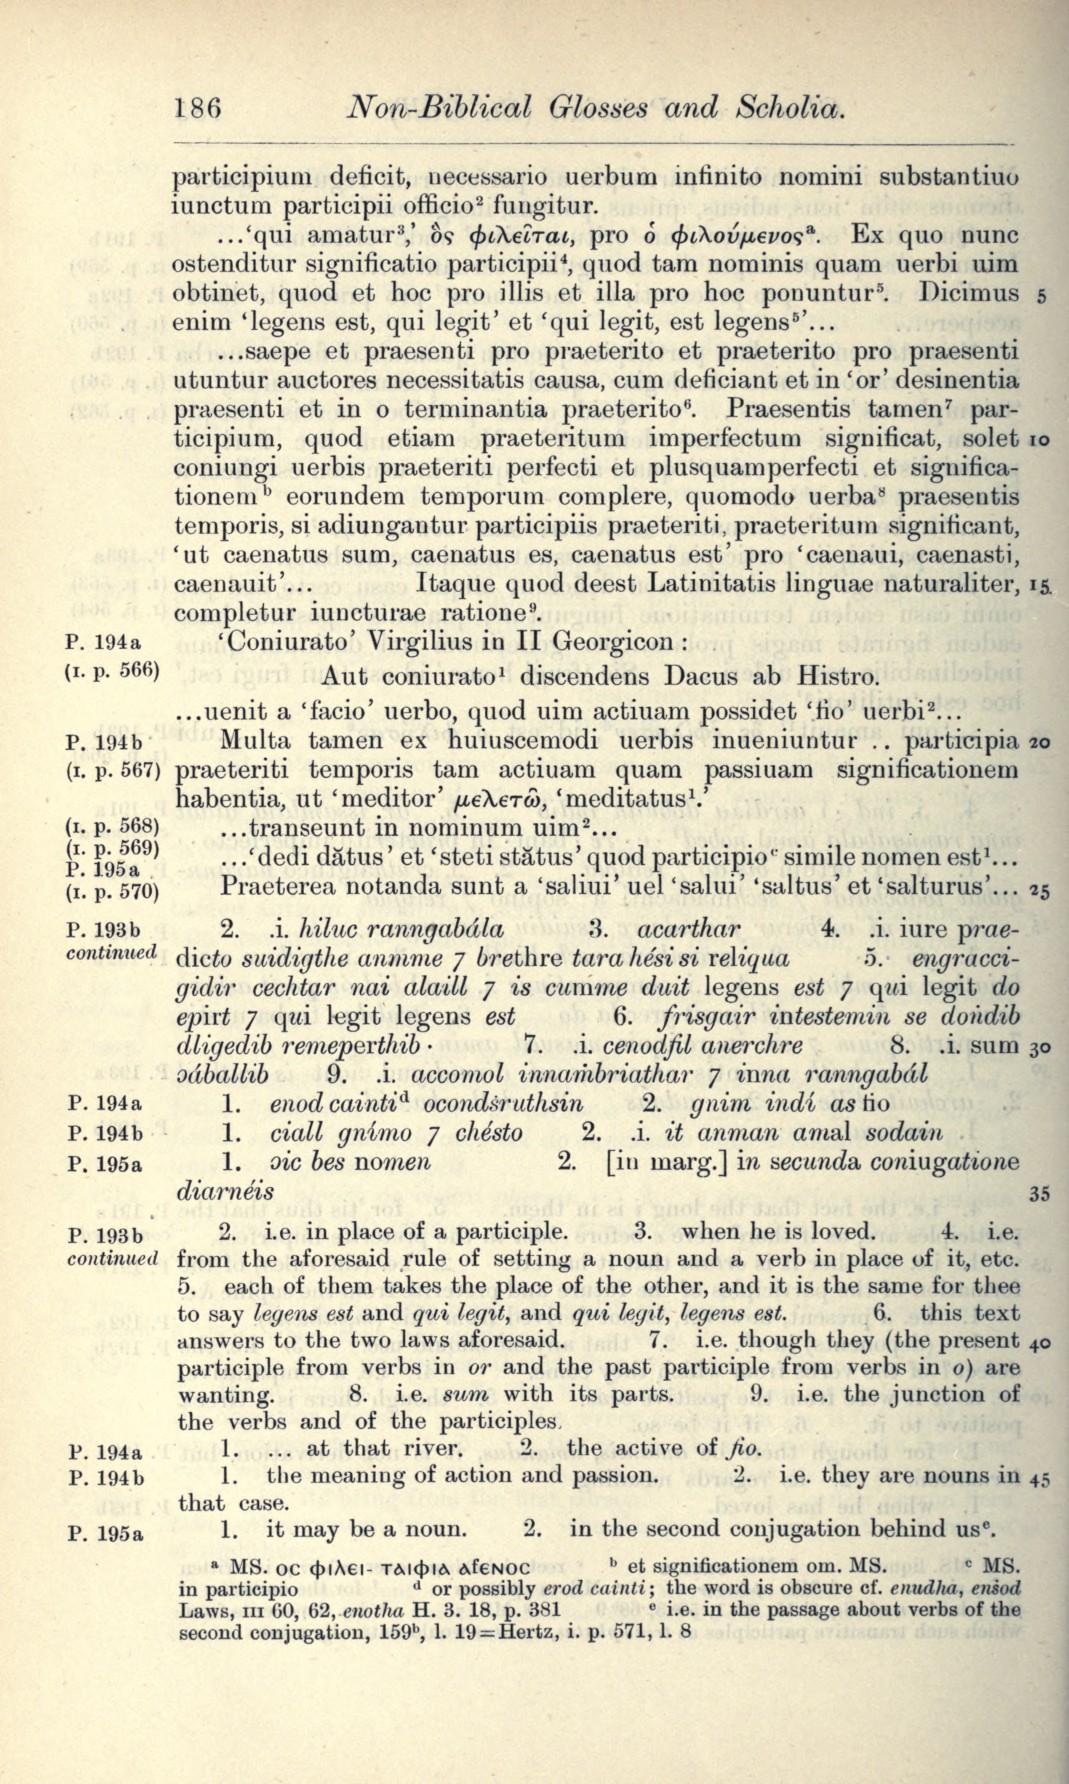 186 Non-Biblical Glosses and Scholia.
participium deficit, necessario uerbum infinito nomini substantiuo
iunctum participii officio² fungitur.
...‘qui amatur³,’ ὃς φιλεῖται, pro ὁ φιλούμενοςᵃ. Ex quo nunc
ostenditur significatio participii⁴, quod tam nominis quam uerbi uim
obtinet, quod et hoc pro illis et illa pro hoc ponuntur⁵. Dicimus 5
enim ‘legens est, qui legit’ et ‘qui legit, est legens⁵’...
...saepe et praesenti pro praeterito et praeterito pro praesenti
utuntur auctores necessitatis causa, cum deficiant et in ‘or’ desinentia
praesenti et in o terminantia praeterito⁶. Praesentis tamen⁷ par-
ticipium, quod etiam praeteritum imperfectum significat, solet 10
coniungi uerbis praeteriti perfecti et plusquamperfecti et significa-
tionemᵇ eorundem temporum complere, quomodo uerba⁸ praesentis
temporis, si adiungantur participiis praeteriti, praeteritum significant,
‘ut caenatus sum, caenatus es, caenatus est’ pro ‘caenaui, caenasti,
caenauit’... Itaque quod deest Latinitatis linguae naturaliter, 15
completur iuncturae ratione⁹.
P. 194a ‘Coniurato’ Virgilius in II Georgicon :
(I. p. 566) Aut coniurato¹ discendens Dacus ab Histro.
...uenit a ‘facio’ uerbo, quod uim actiuam possidet ‘fio’ uerbi²...
P. 194b Multa tamen ex huiuscemodi uerbis inueniuntur .. participia 20
(I. p. 567) praeteriti temporis tam actiuam quam passiuam significationem
habentia, ut ‘meditor’ μελετῶ, ‘meditatus¹.’
(I. p. 568) ...transeunt in nominum uim²...
(I. p. 569)
P. 195a ...‘dedi dătus’ et ‘steti stătus’ quod participioᶜ simile nomen est¹...
(I. p. 570) Praeterea notanda sunt a ‘saliui’ uel ‘salui’ ‘saltus’ et ‘salturus’... 25
P. 193b 2. .i. hiluc ranngabála 3. acarthar 4. .i. iure prae-
continued dicto suidigthe anmme ⁊ brethre tara hési si reliqua 5. engracci-
gidir cechtar nai alaill ⁊ is cumme duit legens est ⁊ qui legit do
epirt ⁊ qui legit legens est 6. frisgair intestemin se dondib
dligedib remeperthib · 7. .i. cenodfil anerchre 8. .i. sum 30
ɔáballib 9. .i. accomol innaṁbriathar ⁊ inna ranngabál
P. 194a 1. enod caintiᵈ ocondṡruthsin 2. gnim indí as fio
P. 194b 1. ciall gnímo ⁊ chésto 2. .i. it anman amal sodain
P. 195a 1. ɔic bes nomen 2. [in marg.] in secunda coniugatione
diarnéis 35
P. 193b 2. i.e. in place of a participle. 3. when he is loved. 4. i.e.
continued from the aforesaid rule of setting a noun and a verb in place of it, etc.
5. each of them takes the place of the other, and it is the same for thee
to say legens est and qui legit, and qui legit, legens est. 6. this text
answers to the two laws aforesaid. 7. i.e. though they (the present 40
participle from verbs in or and the past participle from verbs in o) are
wanting. 8. i.e. sum with its parts. 9. i.e. the junction of
the verbs and of the participles.
P. 194a 1. ... at that river. 2. the active of fio.
P. 194b 1. the meaning of action and passion. 2. i.e. they are nouns in 45
that case.
P. 195a 1. it may be a noun. 2. in the second conjugation behind usᵉ.
ᵃ MS. ΟC ΦΙΛΕΙ- ΤΑΙΦΙΑ ΑfΕΝΟC ᵇ et significationem om. MS. ᶜ MS.
in participio ᵈ or possibly erod cainti; the word is obscure cf. enudha, enṡod
Laws, III 60, 62, enotha H. 3. 18, p. 381 ᵉ i.e. in the passage about verbs of the
second conjugation, 159ᵇ, l. 19=Hertz, i. p. 571, l. 8